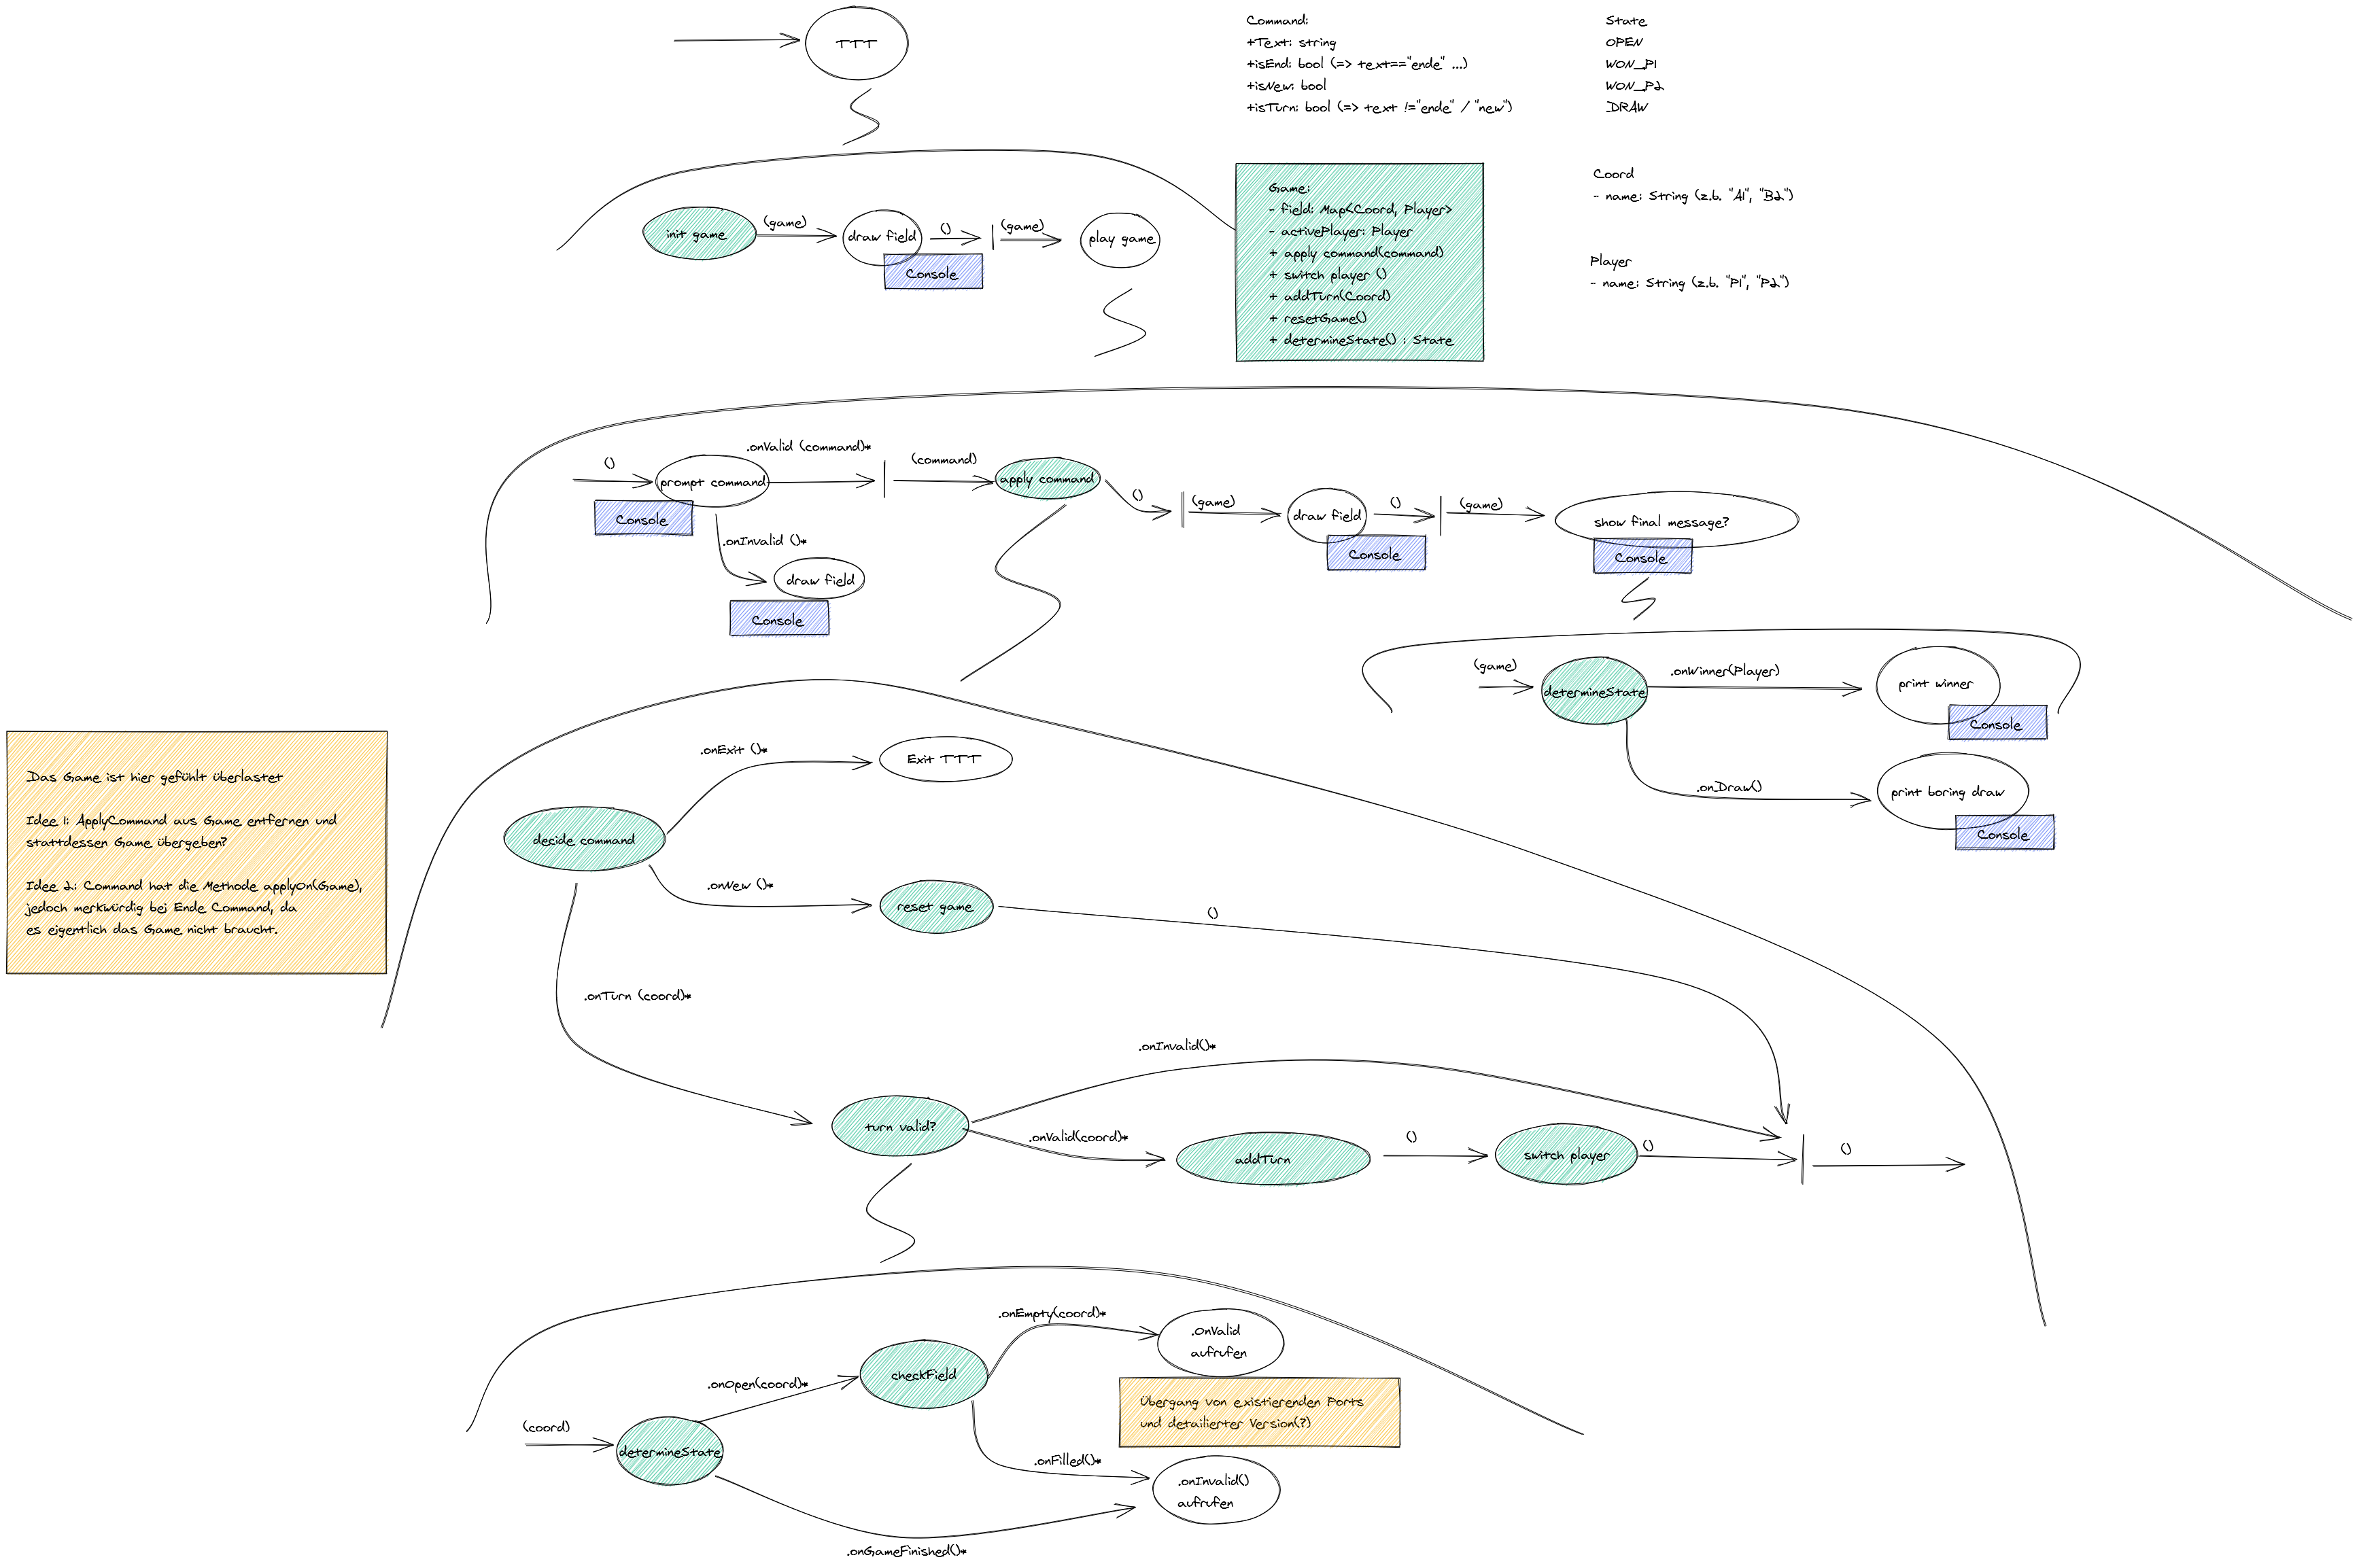 TTT
Command:
+Text: string
+isEnd: bool (=> text=="ende" ...)
+isNew: bool
+isTurn: bool (=> text !="ende" / "new")
State
OPEN
WON_P1
WON_P2
DRAW
Coord
- name: String (z.b. "A1", "B2")
Player
- name: String (z.b. "P1", "P2")
Game:
- field: Map<Coord, Player>
- activePlayer: Player
+ apply command(command)
+ switch player ()
+ addTurn(Coord)
+ resetGame()
+ determineState() : State
init game
(game)
draw field
Console
()
(game)
play game
()
prompt command
Console
.onValid (command)*
.onInvalid ()*
draw field
Console
(command)
apply command
()
(game)
draw field
Console
()
(game)
show final message?
Console
(game)
determineState
.onWinner(Player)
print winner
Console
.onDraw()
print boring draw
Console
Das Game ist hier gefühlt überlastet
Idee 1: ApplyCommand aus Game entfernen und
stattdessen Game übergeben?
Idee 2: Command hat die Methode applyOn(Game),
jedoch merkwürdig bei Ende Command, da
es eigentlich das Game nicht braucht.
decide command
.onExit ()*
Exit TTT
.onNew ()*
reset game
()
.onTurn (coord)*
turn valid?
.onInvalid()*
.onValid(coord)*
addTurn
()
switch player
()
()
(coord)
determineState
.onOpen(coord)*
checkField
.onEmpty(coord)*
.OnValid
aufrufen
Übergang von existierenden Ports
und detailierter Version(?)
.onFilled()*
.onInvalid()
aufrufen
.onGameFinished()*